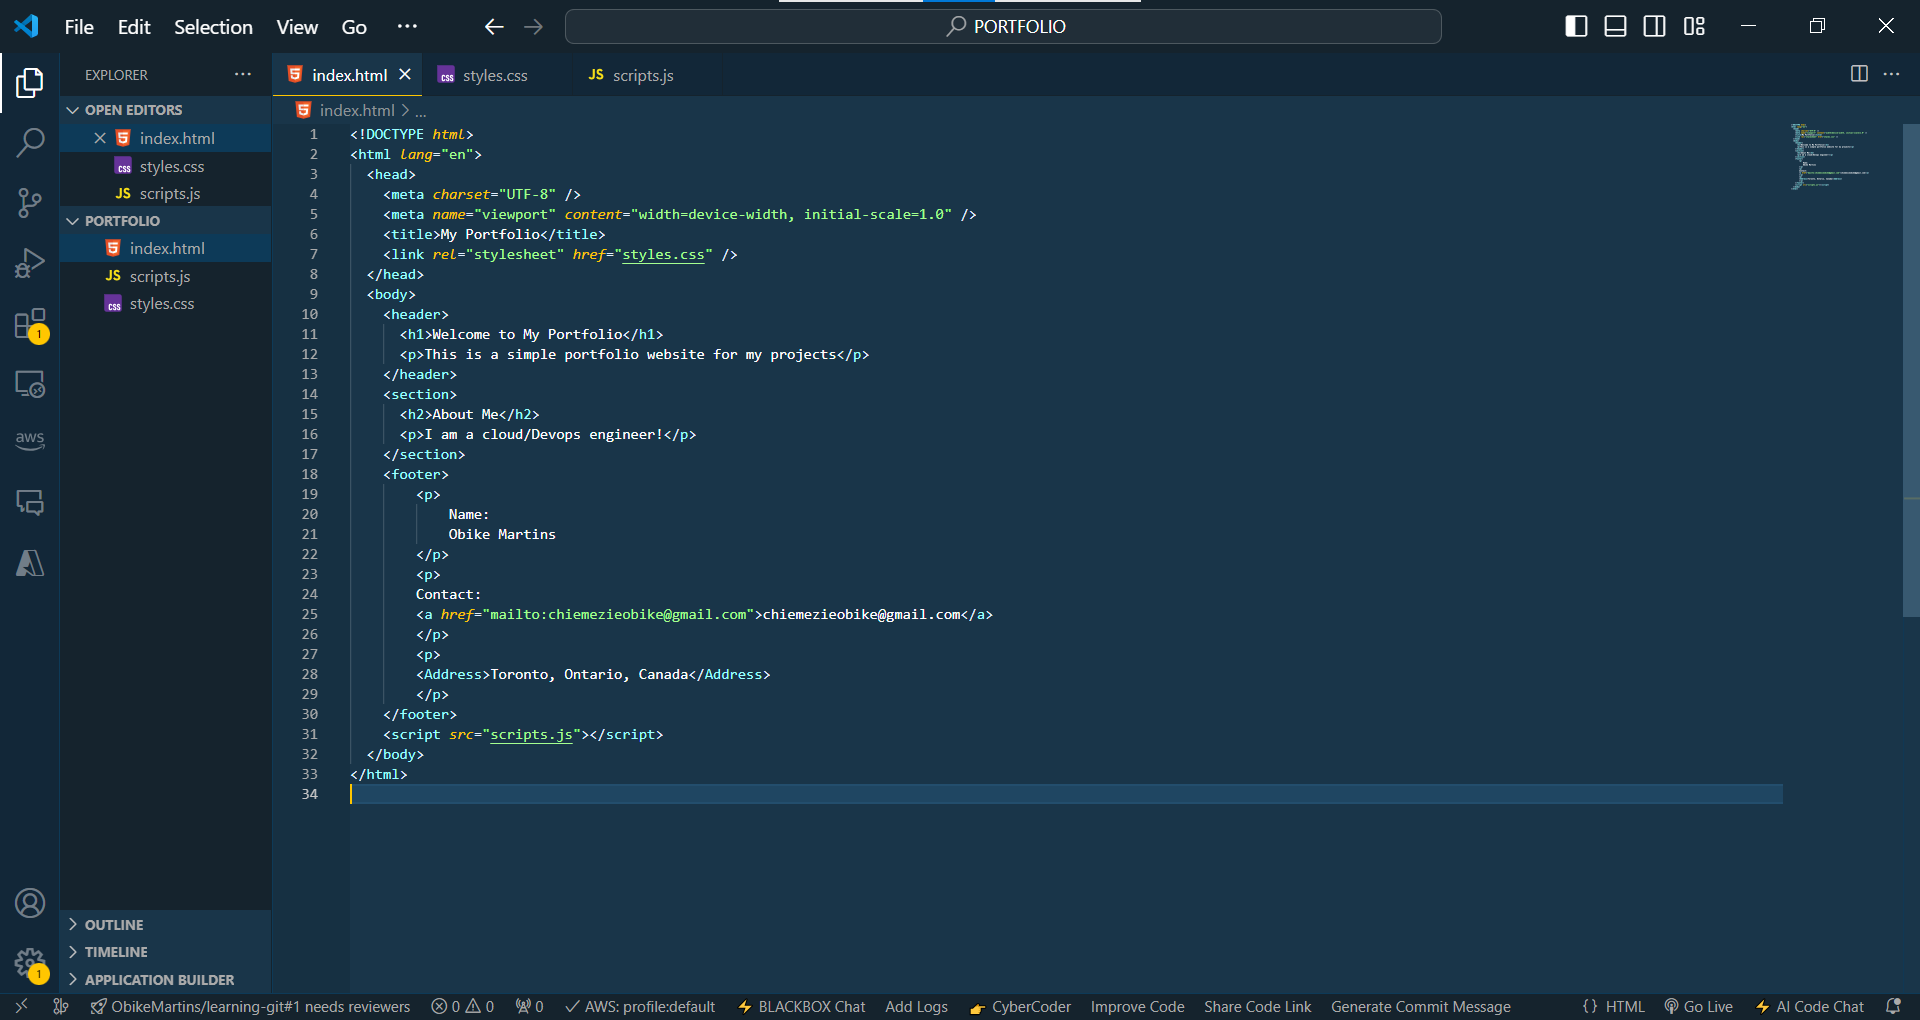 File Edit Selection View Go ··· PORTFOLIO
EXPLORER ···
OPEN EDITORS
index.html
styles.css
JS scripts.js
PORTFOLIO
index.html
JS scripts.js
styles.css
OUTLINE
TIMELINE
APPLICATION BUILDER
aws
1
1
index.html styles.css JS scripts.js
index.html > ...
1 <!DOCTYPE html>
2 <html lang="en">
3 <head>
4 <meta charset="UTF-8" />
5 <meta name="viewport" content="width=device-width, initial-scale=1.0" />
6 <title>My Portfolio</title>
7 <link rel="stylesheet" href="styles.css" />
8 </head>
9 <body>
10 <header>
11 <h1>Welcome to My Portfolio</h1>
12 <p>This is a simple portfolio website for my projects</p>
13 </header>
14 <section>
15 <h2>About Me</h2>
16 <p>I am a cloud/Devops engineer!</p>
17 </section>
18 <footer>
19 <p>
20 Name:
21 Obike Martins
22 </p>
23 <p>
24 Contact:
25 <a href="mailto:chiemezieobike@gmail.com">chiemezieobike@gmail.com</a>
26 </p>
27 <p>
28 <Address>Toronto, Ontario, Canada</Address>
29 </p>
30 </footer>
31 <script src="scripts.js"></script>
32 </body>
33 </html>
34
ObikeMartins/learning-git#1 needs reviewers 0 0 0 AWS: profile:default BLACKBOX Chat Add Logs CyberCoder Improve Code Share Code Link Generate Commit Message {} HTML Go Live AI Code Chat